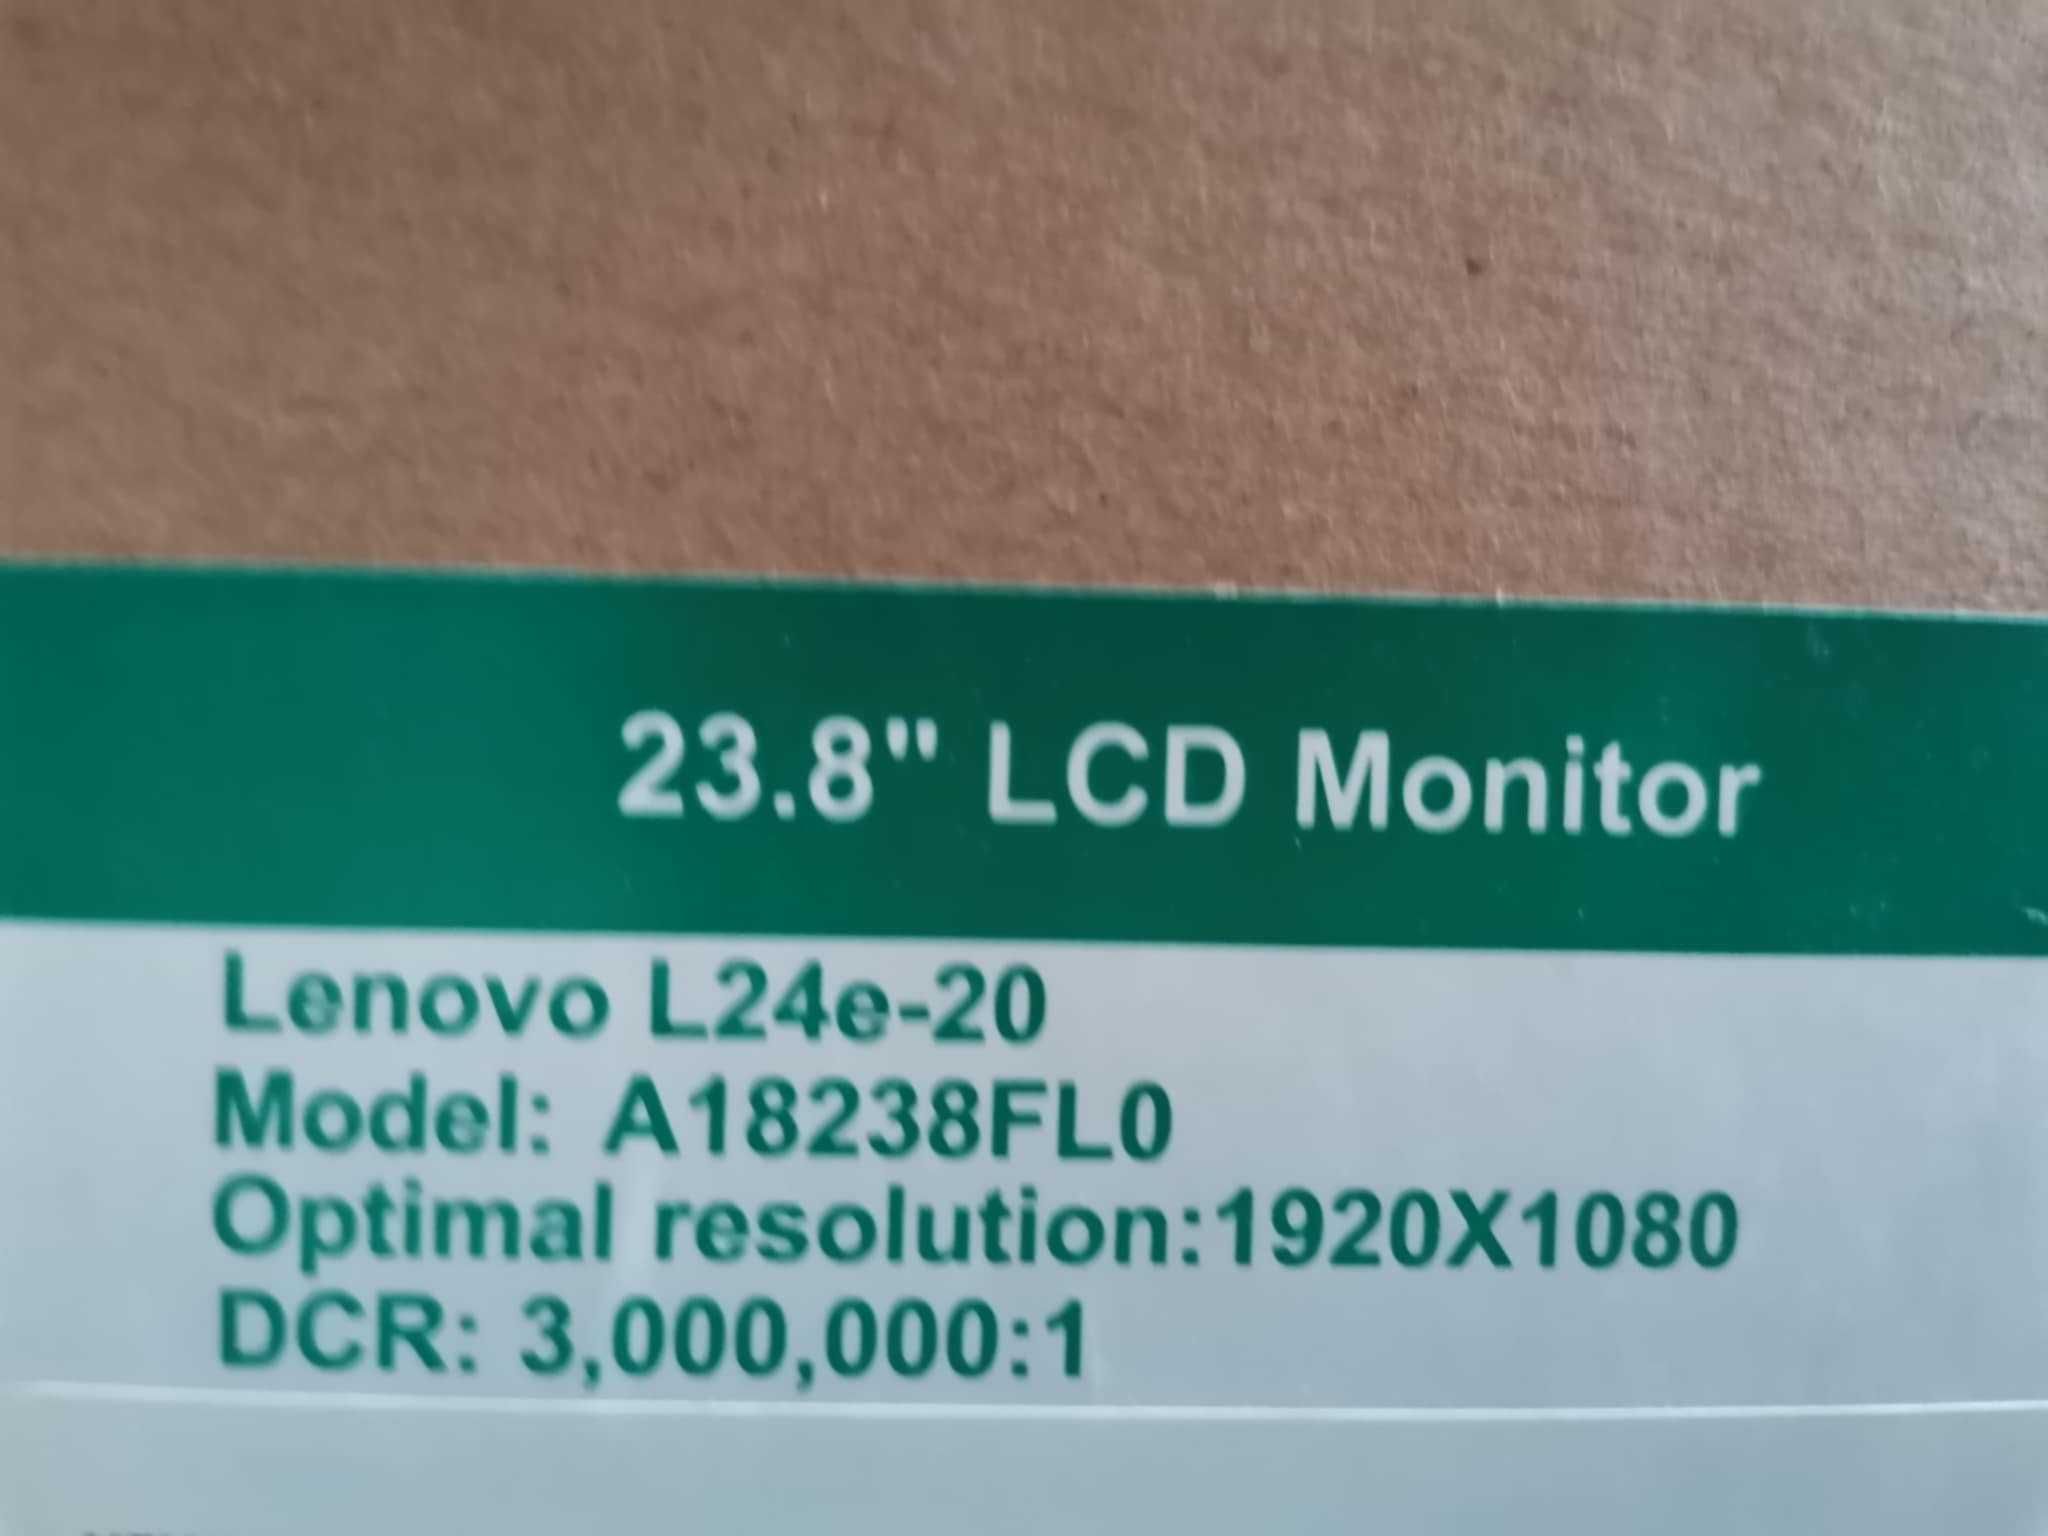 23.8" LCD Monitor
Lenovo L24e-20
Model: A18238FL0
Optimal resolution:1920X1080
DCR: 3,000,000:1